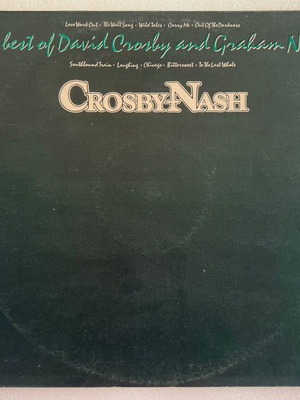 Love Work Out • The Wall Song • Wild Tales • Carry Me • Out Of The Darkness
best of David Crosby and Graham N
Southbound Train • Laughing • Chicago • Bittersweet • To The Last Whale
CROSBY+NASH